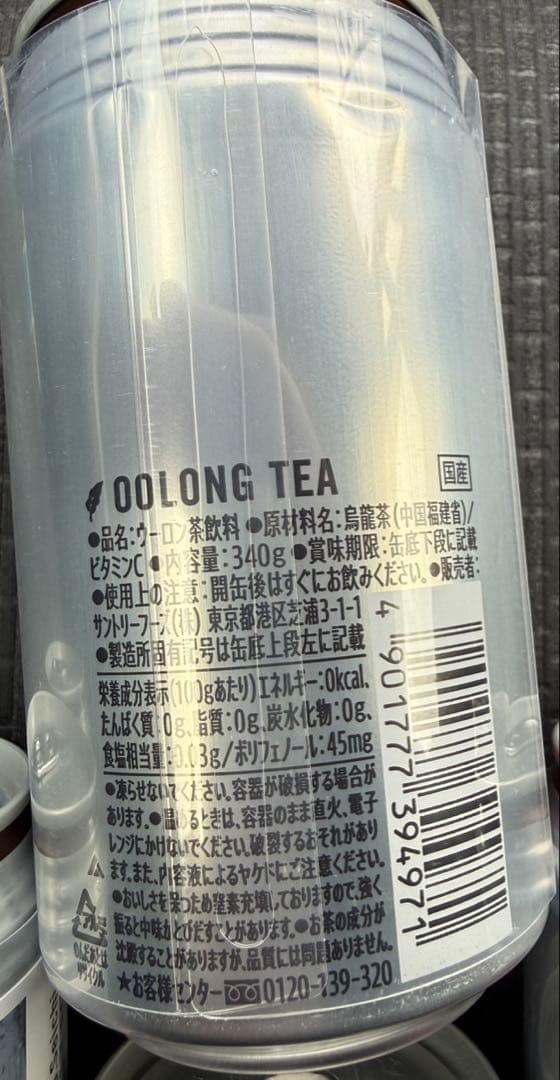 OOLONG TEA
国産
●品名:ウーロン茶飲料 ●原材料名:烏龍茶(中国福建省)/
ビタミンC ●内容量:340g ●賞味期限:缶底下段に記載
●使用上の注意:開缶後はすぐにお飲みください。●販売者:
サントリーフーズ(株) 東京都港区芝浦3-1-1
●製造所固有記号は缶底上段左に記載
栄養成分表示(100gあたり)エネルギー:0kcal、
たんぱく質:0g、脂質:0g、炭水化物:0g、
食塩相当量:0.03g/ポリフェノール:45mg
●凍らせないでください。容器が破損する場合が
あります。●温めるときは、容器のまま直火、電子
レンジにかけないでください。破裂するおそれがあり
ます。また、内容液によるヤケドにご注意ください。
●おいしさを保つため窒素充填しておりますので、強く
振ると中味がとびだすことがあります。●お茶の成分が
沈殿することがありますが、品質には問題ありません。
★お客様センター 0120-139-320
のんだあとは
リサイクル
4 901777 394971